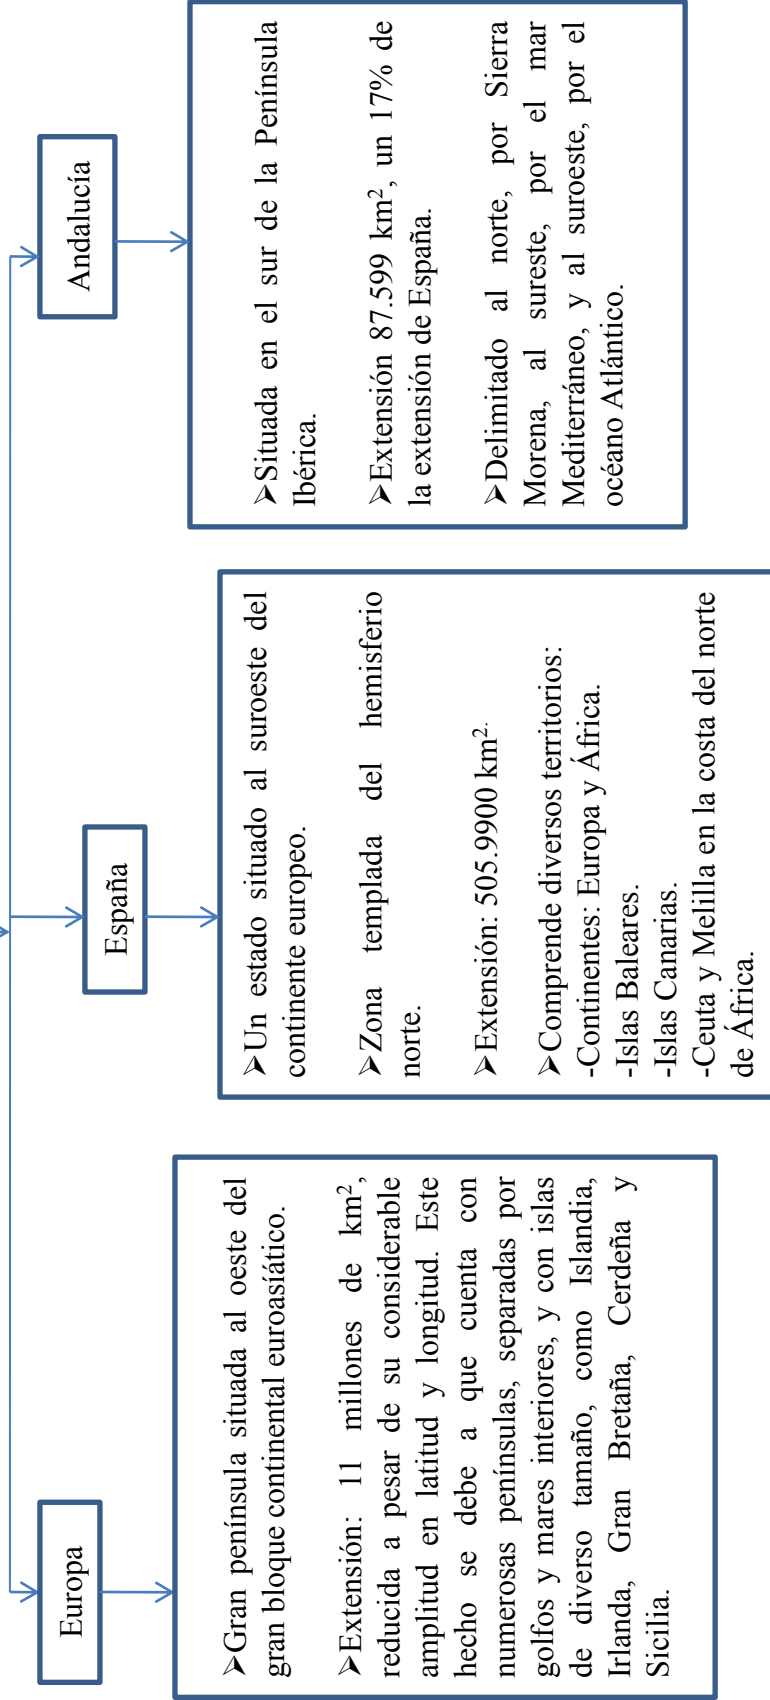 Europa
➢Gran península situada al oeste del
gran bloque continental euroasiático.
➢Extensión: 11 millones de km²,
reducida a pesar de su considerable
amplitud en latitud y longitud. Este
hecho se debe a que cuenta con
numerosas penínsulas, separadas por
golfos y mares interiores, y con islas
de diverso tamaño, como Islandia,
Irlanda, Gran Bretaña, Cerdeña y
Sicilia.
España
➢Un estado situado al suroeste del
continente europeo.
➢Zona templada del hemisferio
norte.
➢Extensión: 505.9900 km².
➢Comprende diversos territorios:
-Continentes: Europa y África.
-Islas Baleares.
-Islas Canarias.
-Ceuta y Melilla en la costa del norte
de África.
Andalucía
➢Situada en el sur de la Península
Ibérica.
➢Extensión 87.599 km², un 17% de
la extensión de España.
➢Delimitado al norte, por Sierra
Morena, al sureste, por el mar
Mediterráneo, y al suroeste, por el
océano Atlántico.